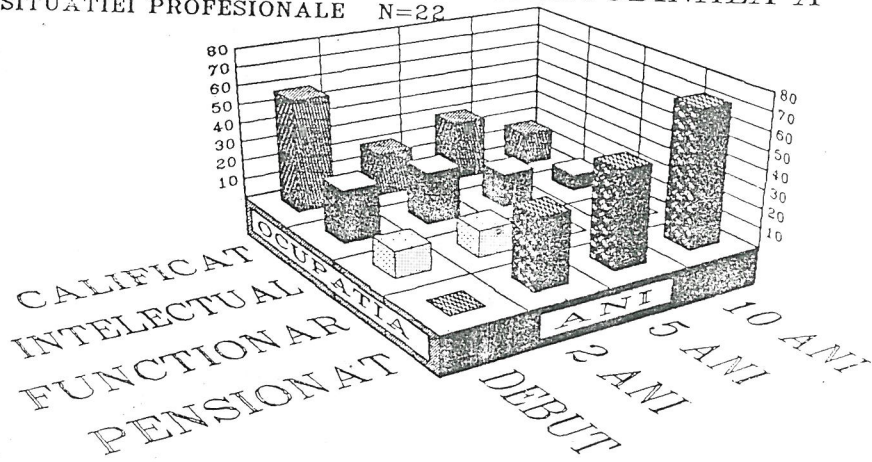 SITUATIEI PROFESIONALE N=22
80
70
60
50
40
30
20
10
80
70
60
50
40
30
20
10
OCUPATIA
ANI
CALIFICAT
INTELECTUAL
FUNCTIONAR
PENSIONAT
DEBUT
2 ANI
5 ANI
10 ANI